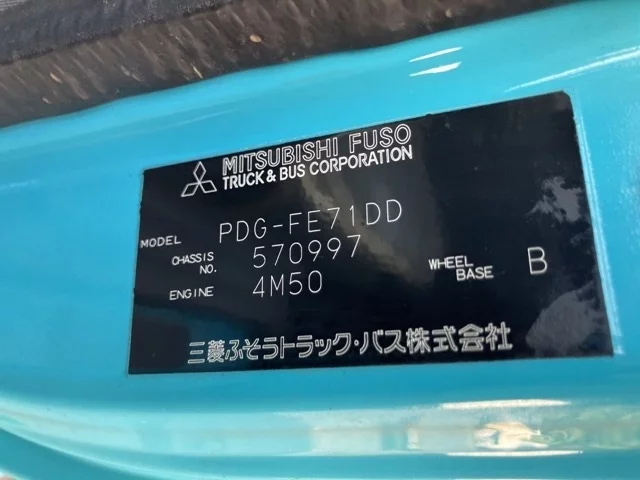 MITSUBISHI FUSO
TRUCK & BUS CORPORATION
MODEL PDG-FE71DD
CHASSIS NO. 570997
ENGINE 4M50
WHEEL BASE B
三菱ふそうトラック・バス株式会社